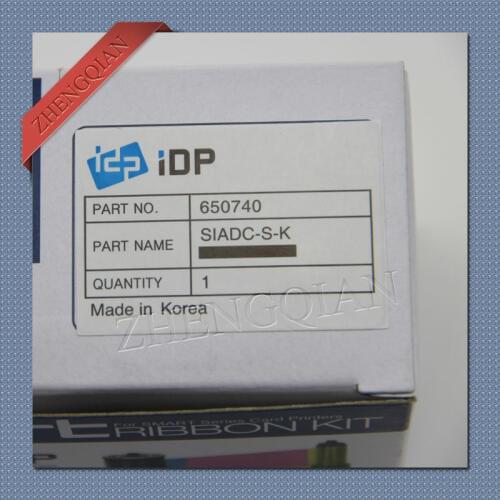 ZHENGQIAN
iDP iDP
PART NO. 650740
PART NAME SIADC-S-K
QUANTITY 1
Made in Korea
ZHENGQIAN
For SMART Series Card Printers
RIBBON KIT